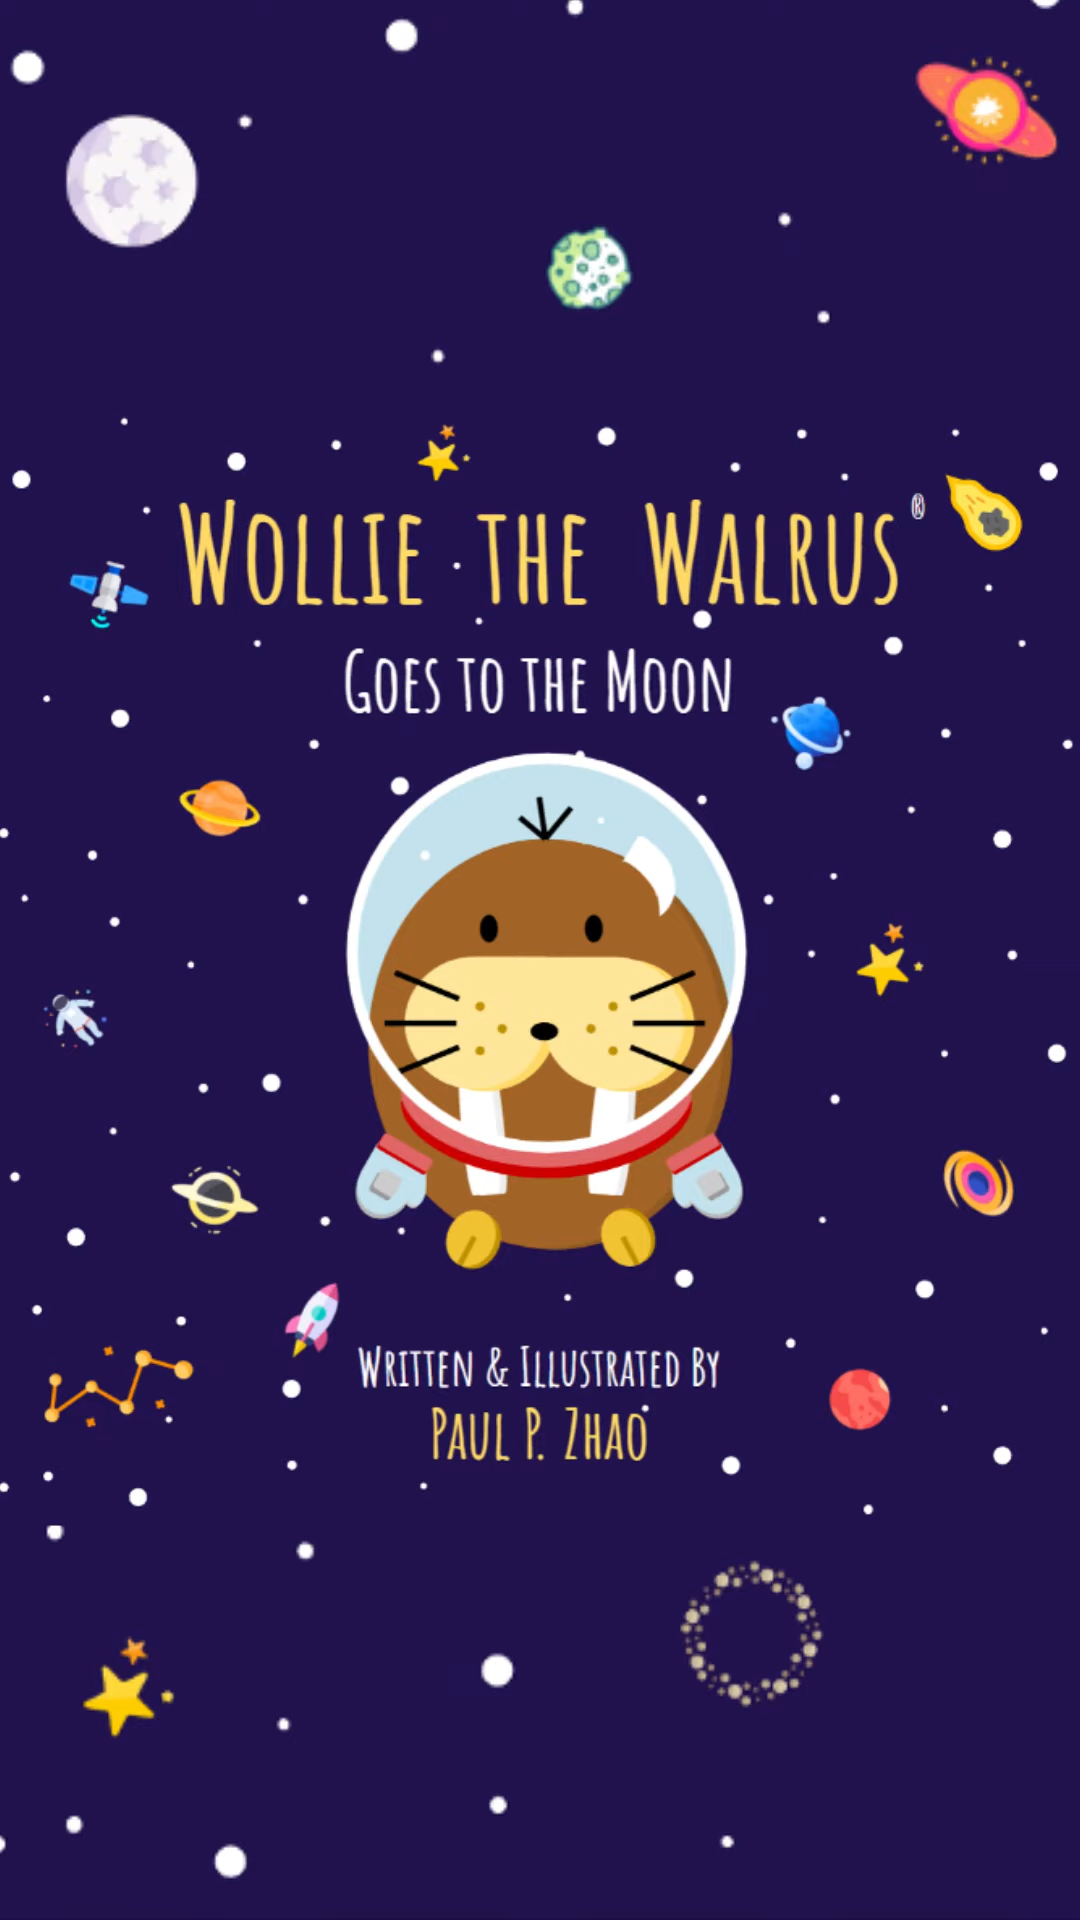 Wollie the Walrus®
Goes to the Moon
Written & Illustrated By
Paul P. Zhao